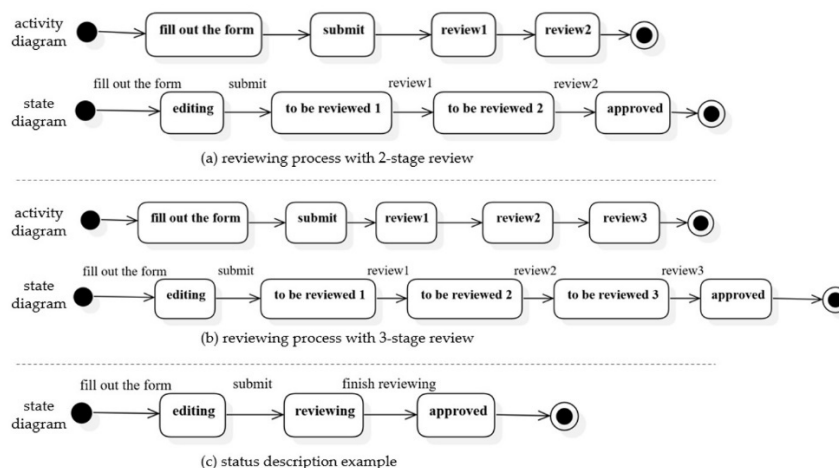 activity
diagram
fill out the form
submit
review1
review2
state
diagram
fill out the form
editing
submit
to be reviewed 1
review1
to be reviewed 2
review2
approved
(a) reviewing process with 2-stage review
activity
diagram
fill out the form
submit
review1
review2
review3
state
diagram
fill out the form
editing
submit
to be reviewed 1
review1
to be reviewed 2
review2
to be reviewed 3
review3
approved
(b) reviewing process with 3-stage review
state
diagram
fill out the form
editing
submit
reviewing
finish reviewing
approved
(c) status description example